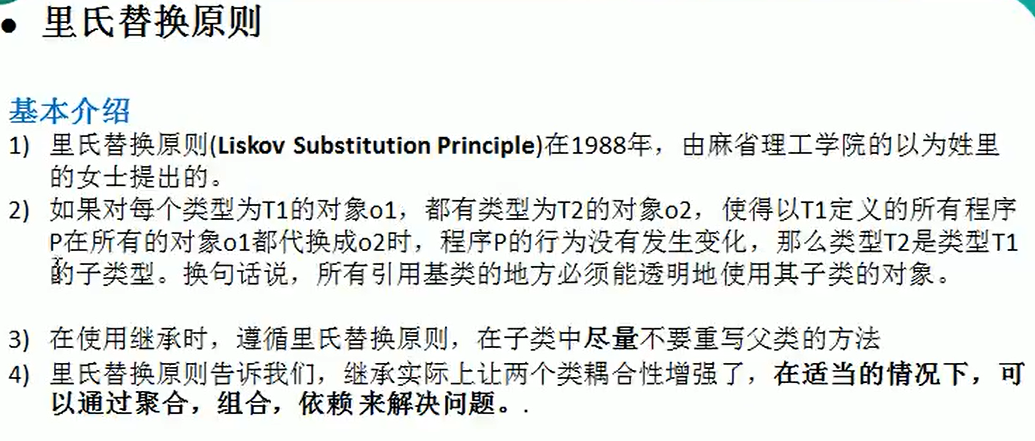 ● 里氏替换原则
基本介绍
1) 里氏替换原则(Liskov Substitution Principle)在1988年，由麻省理工学院的以为姓里
的女士提出的。
2) 如果对每个类型为T1的对象o1，都有类型为T2的对象o2，使得以T1定义的所有程序
P在所有的对象o1都代换成o2时，程序P的行为没有发生变化，那么类型T2是类型T1
的子类型。换句话说，所有引用基类的地方必须能透明地使用其子类的对象。
3) 在使用继承时，遵循里氏替换原则，在子类中尽量不要重写父类的方法
4) 里氏替换原则告诉我们，继承实际上让两个类耦合性增强了，在适当的情况下，可
以通过聚合，组合，依赖 来解决问题。.